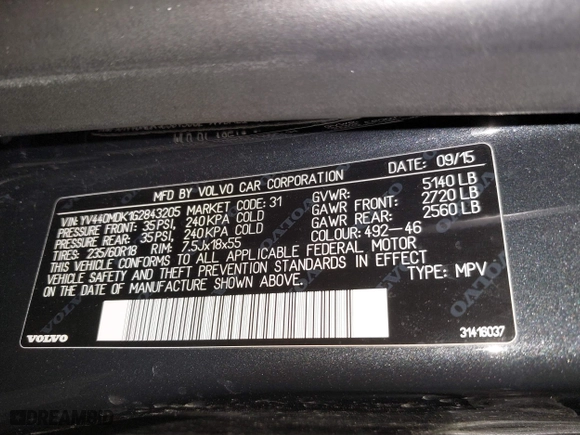 MFD BY VOLVO CAR CORPORATION DATE: 09/15
VIN: YV440MDK1G2843205 MARKET CODE: 31 GVWR: 5140 LB
PRESSURE FRONT: 35PSI, 240KPA COLD GAWR FRONT: 2720 LB
PRESSURE REAR: 35PSI, 240KPA COLD GAWR REAR: 2560 LB
TIRES: 235/60R18 RIM: 7.5Jx18x55 COLOUR: 492-46
THIS VEHICLE CONFORMS TO ALL APPLICABLE FEDERAL MOTOR
VEHICLE SAFETY AND THEFT PREVENTION STANDARDS IN EFFECT
ON THE DATE OF MANUFACTURE SHOWN ABOVE. TYPE: MPV
VOLVO 31416037
DREAMBID